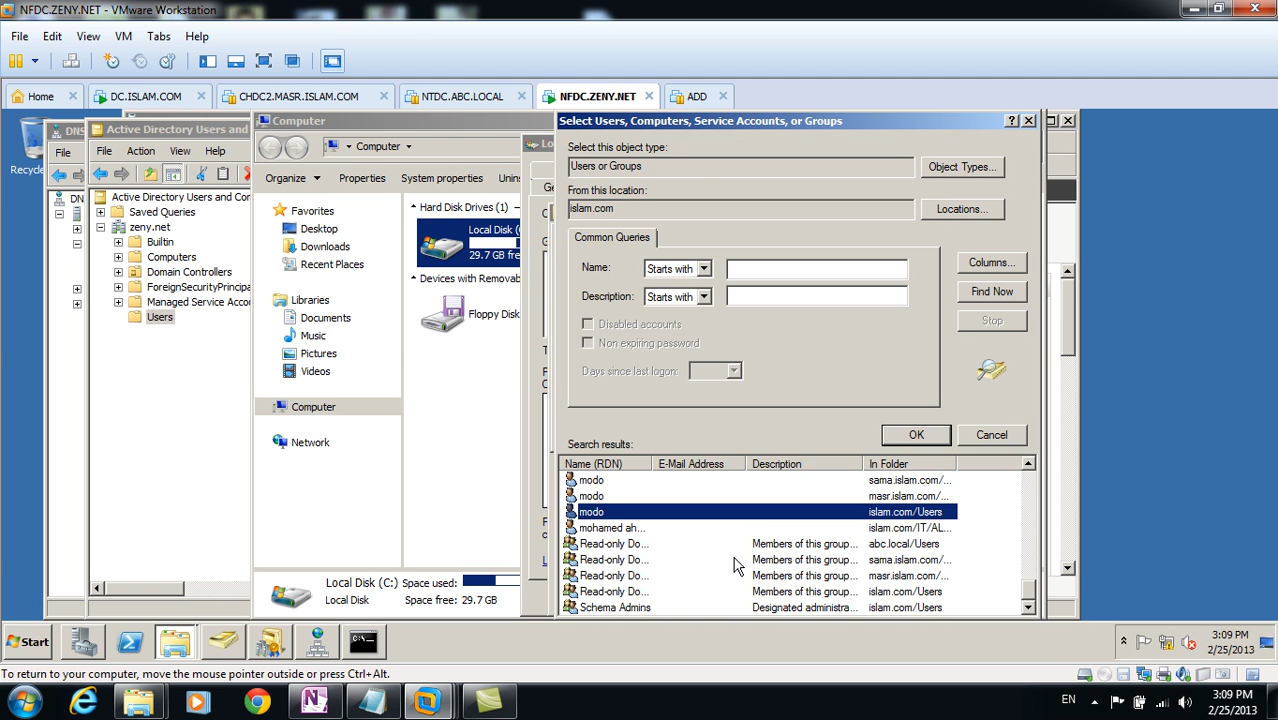 NFDC.ZENY.NET - VMware Workstation
File Edit View VM Tabs Help
Home DC.ISLAM.COM CHDC2.MASR.ISLAM.COM NTDC.ABC.LOCAL NFDC.ZENY.NET ADD
Recycle
DNS
File
DN
Active Directory Users and
File Action View Help
Active Directory Users and Con
Saved Queries
zeny.net
Builtin
Computers
Domain Controllers
ForeignSecurityPrincipa
Managed Service Acco
Users
Computer
Computer
Organize Properties System properties Unins
Favorites
Desktop
Downloads
Recent Places
Libraries
Documents
Music
Pictures
Videos
Computer
Network
Hard Disk Drives (1)
Local Disk (
29.7 GB free
Devices with Removab
Floppy Disk
Local Disk (C:) Space used:
Local Disk Space free: 29.7 GB
Lo
Ge
Select Users, Computers, Service Accounts, or Groups
Select this object type:
Users or Groups Object Types...
From this location:
islam.com Locations...
Common Queries
Name: Starts with
Description: Starts with
Disabled accounts
Non expiring password
Days since last logon:
Columns...
Find Now
Stop
OK Cancel
Search results:
Name (RDN) E-Mail Address Description In Folder
modo sama.islam.com/...
modo masr.islam.com/...
modo islam.com/Users
mohamed ah... islam.com/IT/AL...
Read-only Do... Members of this group... abc.local/Users
Read-only Do... Members of this group... sama.islam.com/...
Read-only Do... Members of this group... masr.islam.com/...
Read-only Do... Members of this group... islam.com/Users
Schema Admins Designated administra... islam.com/Users
Start
3:09 PM
2/25/2013
To return to your computer, move the mouse pointer outside or press Ctrl+Alt.
EN
3:09 PM
2/25/2013